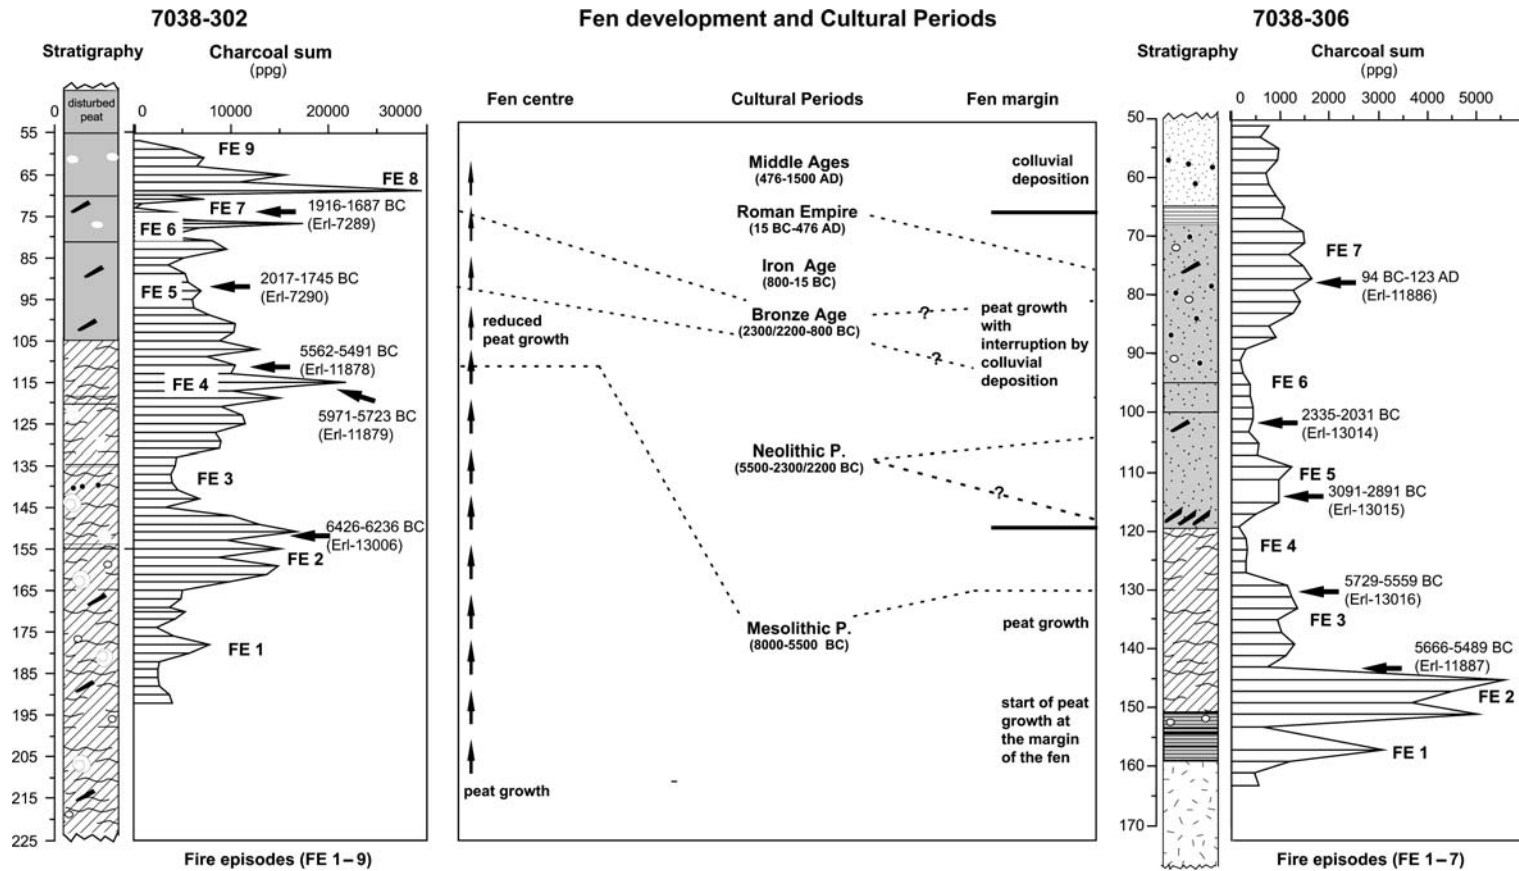 7038-302
Fen development and Cultural Periods
7038-306
Stratigraphy
Charcoal sum
(ppg)
0
disturbed
peat
0
10000
20000
30000
55
65
75
85
95
105
115
125
135
145
155
165
175
185
195
205
215
225
FE 9
FE 8
FE 7
1916-1687 BC
(Erl-7289)
FE 6
2017-1745 BC
(Erl-7290)
FE 5
5562-5491 BC
(Erl-11878)
FE 4
5971-5723 BC
(Erl-11879)
FE 3
6426-6236 BC
(Erl-13006)
FE 2
FE 1
Fire episodes (FE 1–9)
Fen centre
Cultural Periods
Fen margin
Middle Ages
(476-1500 AD)
colluvial
deposition
Roman Empire
(15 BC-476 AD)
Iron Age
(800-15 BC)
Bronze Age
(2300/2200-800 BC)
?
?
reduced
peat growth
peat growth
with
interruption by
colluvial
deposition
Neolithic P.
(5500-2300/2200 BC)
?
Mesolithic P.
(8000-5500 BC)
peat growth
start of peat
growth at
the margin
of the fen
peat growth
–
Stratigraphy
Charcoal sum
(ppg)
0
1000
2000
3000
4000
5000
50
60
70
80
90
100
110
120
130
140
150
160
170
FE 7
94 BC-123 AD
(Erl-11886)
FE 6
2335-2031 BC
(Erl-13014)
FE 5
3091-2891 BC
(Erl-13015)
FE 4
5729-5559 BC
(Erl-13016)
FE 3
5666-5489 BC
(Erl-11887)
FE 2
FE 1
Fire episodes (FE 1–7)